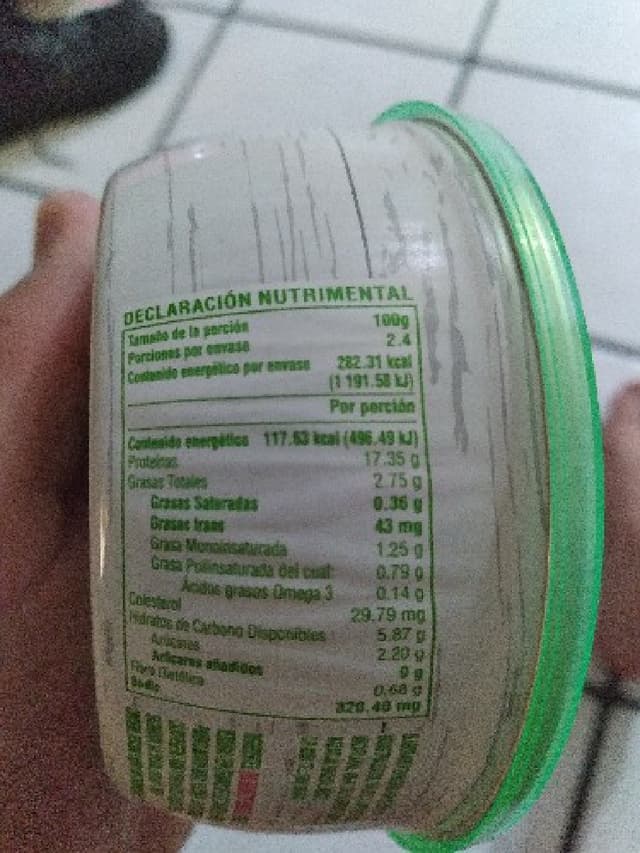 DECLARACIÓN NUTRIMENTAL
Tamaño de la porción 100g
Porciones por envase 2.4
Contenido energético por envase 282.31 kcal
(1 191.58 kJ)
Por porción
Contenido energético 117.63 kcal (496.49 kJ)
Proteínas 17.35 g
Grasas Totales 2.75 g
Grasas Saturadas 0.36 g
Grasas trans 43 mg
Grasa Monoinsaturada 1.25 g
Grasa Poliinsaturada del cual: 0.79 g
Ácidos grasos Omega 3 0.14 g
Colesterol 29.79 mg
Hidratos de Carbono Disponibles 5.87 g
Azúcares 2.20 g
Azúcares añadidos 0 g
Fibra Dietética 0.68 g
Sodio 320.40 mg